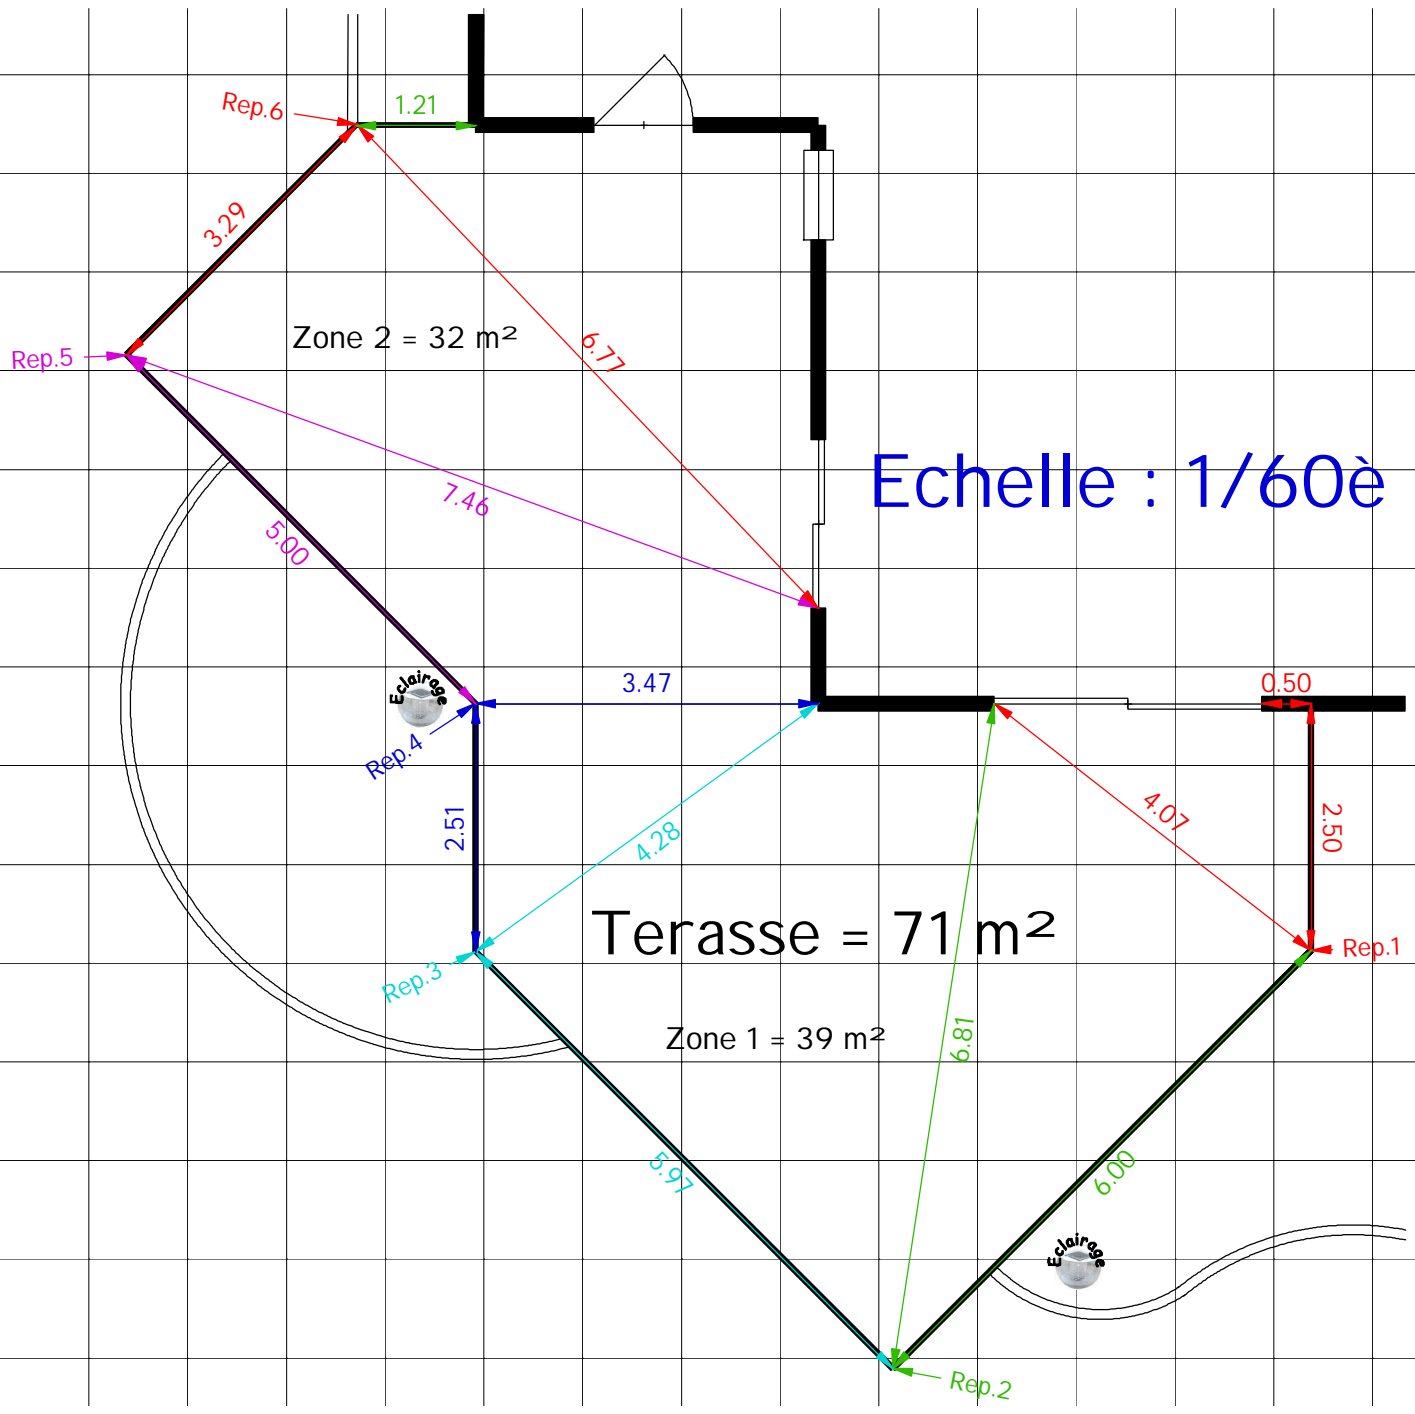 Rep.6
1.21
3.29
Zone 2 = 32 m²
6.77
Rep.5
Echelle : 1/60è
7.46
5.00
Eclairage
3.47
0.50
Rep.4
2.51
4.28
4.07
2.50
Terasse = 71 m²
Rep.3
Rep.1
Zone 1 = 39 m²
6.81
5.97
6.00
Eclairage
Rep.2